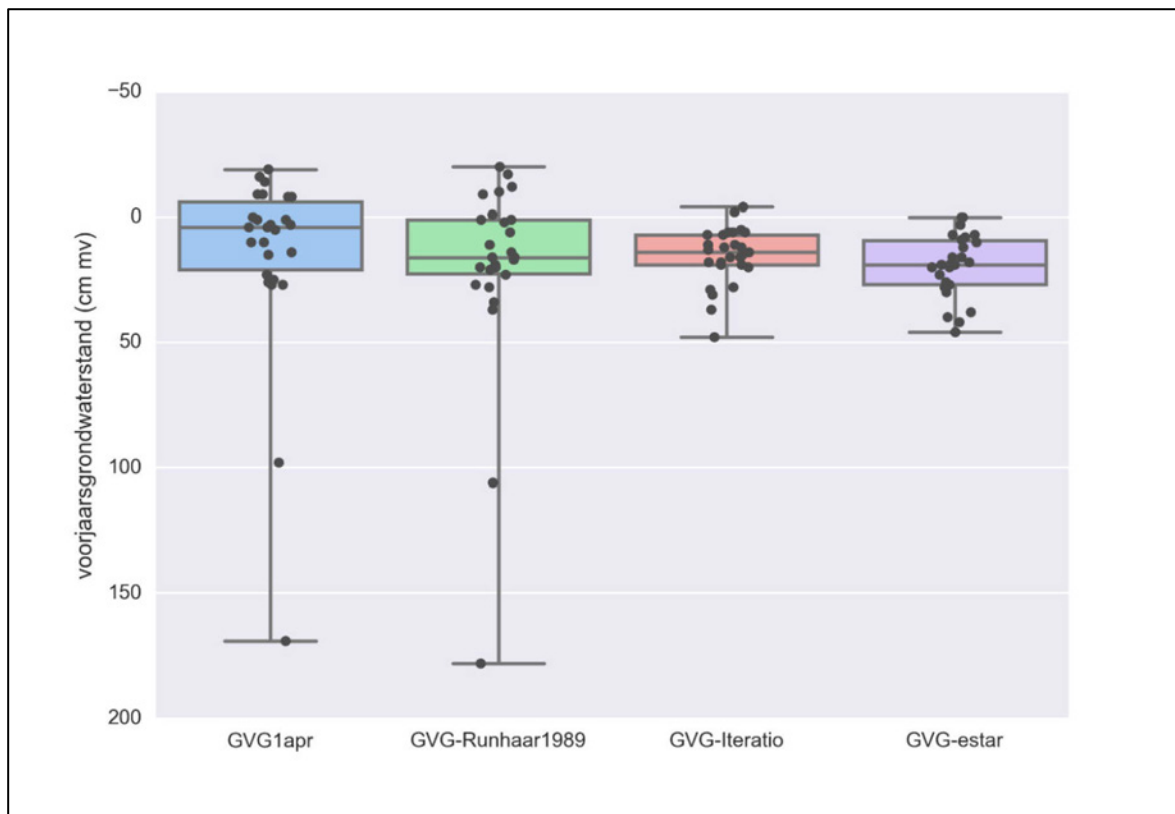 voorjaarsgrondwaterstand (cm mv)
−50
0
50
100
150
200
GVG1apr
GVG-Runhaar1989
GVG-Iteratio
GVG-estar